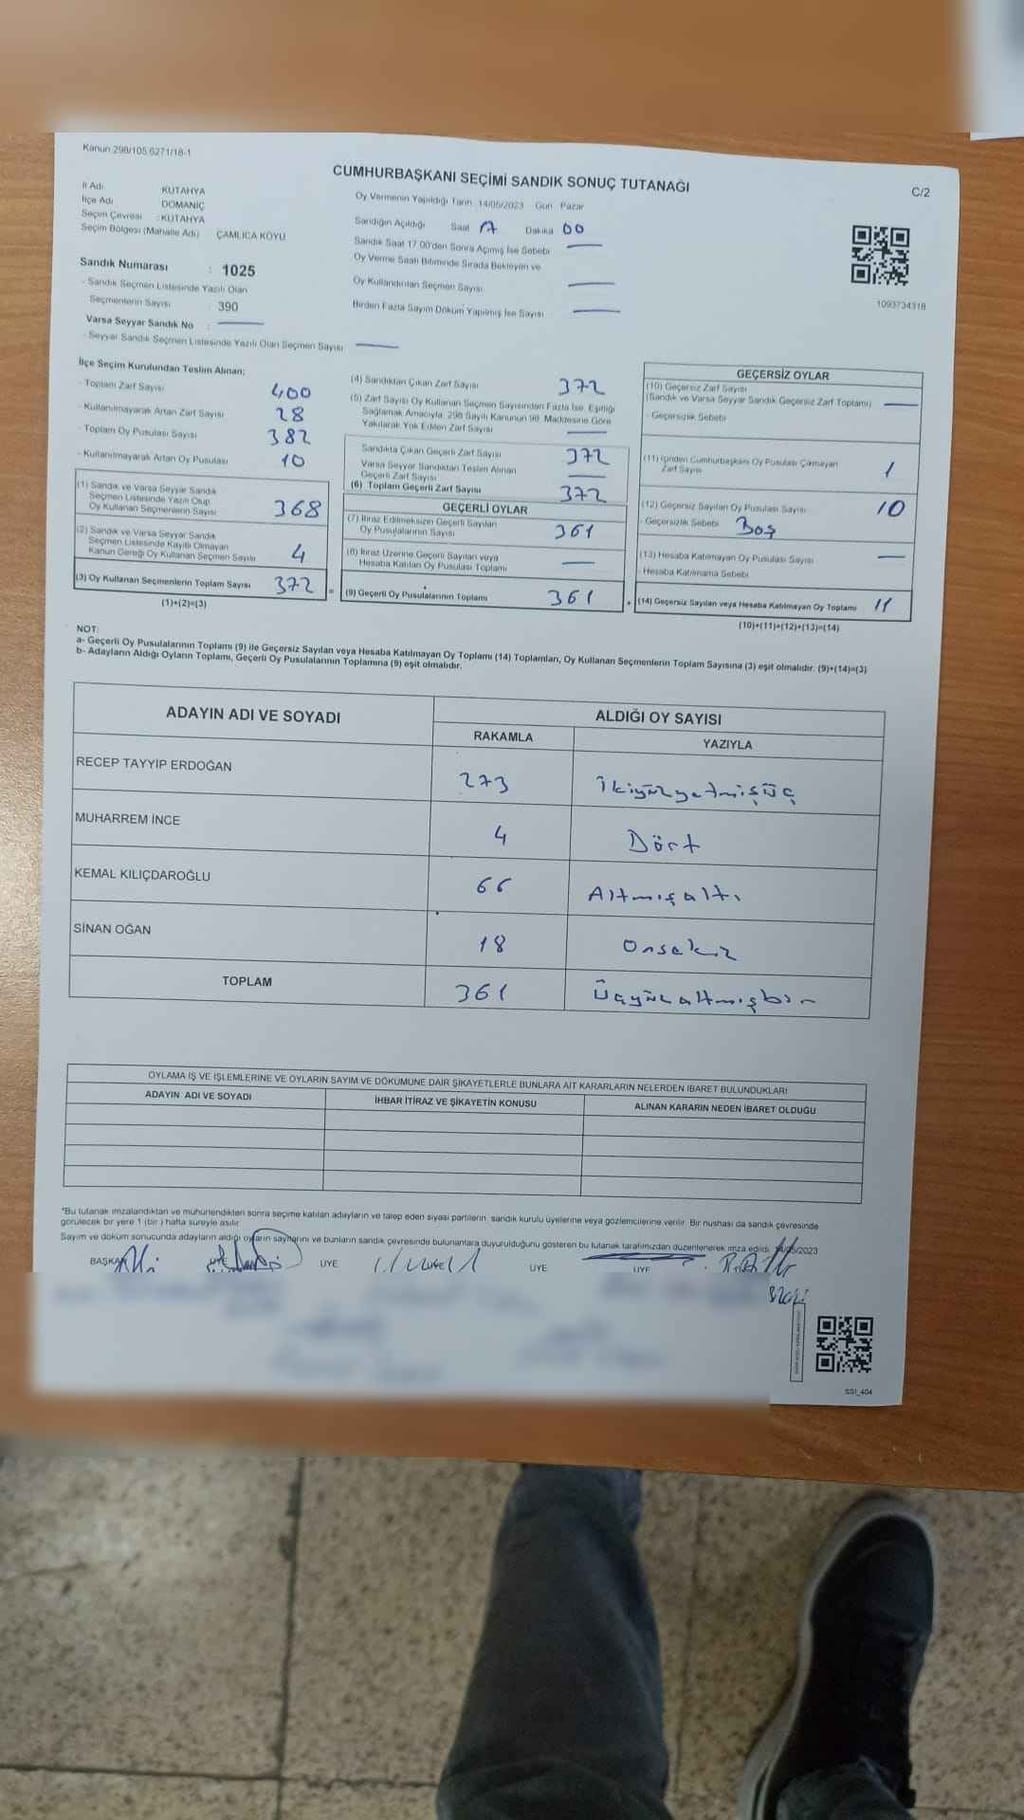 Kanun 298/105 6271/18-1
CUMHURBAŞKANI SEÇİMİ SANDIK SONUÇ TUTANAĞI
C/2
İl Adı KÜTAHYA
İlçe Adı DOMANİÇ
Seçim Çevresi : KÜTAHYA
Seçim Bölgesi (Mahalle Adı) ÇAMLICA KÖYÜ
Oy Vermenin Yapıldığı Tarih 14/05/2023 Gün Pazar
Sandığın Açıldığı Saat 17 Dakika 00
Sandık Saat 17.00'den Sonra Açılmış İse Sebebi
Oy Verme Saati Bitiminde Sırada Bekleyen ve
Oy Kullandırılan Seçmen Sayısı
Birden Fazla Sayım Döküm Yapılmış İse Sayısı
1093734318
Sandık Numarası : 1025
- Sandık Seçmen Listesinde Yazılı Olan
Seçmenlerin Sayısı : 390
Varsa Seyyar Sandık No :
- Seyyar Sandık Seçmen Listesinde Yazılı Olan Seçmen Sayısı
İlçe Seçim Kurulundan Teslim Alınan;
- Toplam Zarf Sayısı 400
- Kullanılmayarak Artan Zarf Sayısı 28
- Toplam Oy Pusulası Sayısı 382
- Kullanılmayarak Artan Oy Pusulası 10
(1) Sandık ve Varsa Seyyar Sandık
Seçmen Listesinde Yazılı Olup
Oy Kullanan Seçmenlerin Sayısı 368
(2) Sandık ve Varsa Seyyar Sandık
Seçmen Listesinde Kayıtlı Olmayan
Kanun Gereği Oy Kullanan Seçmen Sayısı 4
(3) Oy Kullanan Seçmenlerin Toplam Sayısı 372
(1)+(2)=(3)
(4) Sandıktan Çıkan Zarf Sayısı 372
(5) Zarf Sayısı Oy Kullanan Seçmen Sayısından Fazla İse, Eşitliği
Sağlamak Amacıyla, 298 Sayılı Kanunun 98. Maddesine Göre
Yakılarak Yok Edilen Zarf Sayısı
Sandıkta Çıkan Geçerli Zarf Sayısı 372
Varsa Seyyar Sandıktan Teslim Alınan
Geçerli Zarf Sayısı
(6) Toplam Geçerli Zarf Sayısı 372
GEÇERLİ OYLAR
(7) İtiraz Edilmeksizin Geçerli Sayılan
Oy Pusulalarının Sayısı 361
(8) İtiraz Üzerine Geçerli Sayılan veya
Hesaba Katılan Oy Pusulası Toplamı
(9) Geçerli Oy Pusulalarının Toplamı 361
GEÇERSİZ OYLAR
(10) Geçersiz Zarf Sayısı
(Sandık ve Varsa Seyyar Sandık Geçersiz Zarf Toplamı)
- Geçersizlik Sebebi
(11) İçinden Cumhurbaşkanı Oy Pusulası Çıkmayan
Zarf Sayısı 1
(12) Geçersiz Sayılan Oy Pusulası Sayısı 10
- Geçersizlik Sebebi Boş
(13) Hesaba Katılmayan Oy Pusulası Sayısı
- Hesaba Katılmama Sebebi
(14) Geçersiz Sayılan veya Hesaba Katılmayan Oy Toplamı 11
(10)+(11)+(12)+(13)=(14)
NOT:
a- Geçerli Oy Pusulalarının Toplamı (9) ile Geçersiz Sayılan veya Hesaba Katılmayan Oy Toplamı (14) Toplamları, Oy Kullanan Seçmenlerin Toplam Sayısına (3) eşit olmalıdır. (9)+(14)=(3)
b- Adayların Aldığı Oyların Toplamı, Geçerli Oy Pusulalarının Toplamına (9) eşit olmalıdır.
ADAYIN ADI VE SOYADI
ALDIĞI OY SAYISI
RAKAMLA YAZIYLA
RECEP TAYYİP ERDOĞAN 273 İkiyüzyetmişüç
MUHARREM İNCE 4 Dört
KEMAL KILIÇDAROĞLU 66 Altmışaltı
SİNAN OĞAN 18 Onsekiz
TOPLAM 361 Üçyüzaltmışbir
OYLAMA İŞ VE İŞLEMLERİNE VE OYLARIN SAYIM VE DÖKÜMÜNE DAİR ŞİKAYETLERLE BUNLARA AİT KARARLARIN NELERDEN İBARET BULUNDUKLARI
ADAYIN ADI VE SOYADI İHBAR İTİRAZ VE ŞİKAYETİN KONUSU ALINAN KARARIN NEDEN İBARET OLDUĞU
*Bu tutanak imzalandıktan ve mühürlendikten sonra seçime katılan adayların ve talep eden siyasi partilerin, sandık kurulu üyelerine veya gözlemcilerine verilir. Bir nüshası da sandık çevresinde
görülecek bir yere 1 (bir) hafta süreyle asılır.
Sayım ve döküm sonucunda adayların aldığı oyların sayılarını ve bunların sandık çevresinde bulunanlara duyurulduğunu gösteren bu tutanak tarafımızdan düzenlenerek imza edildi. /05/2023
BAŞKAN ÜYE ÜYE ÜYE
SSI_404